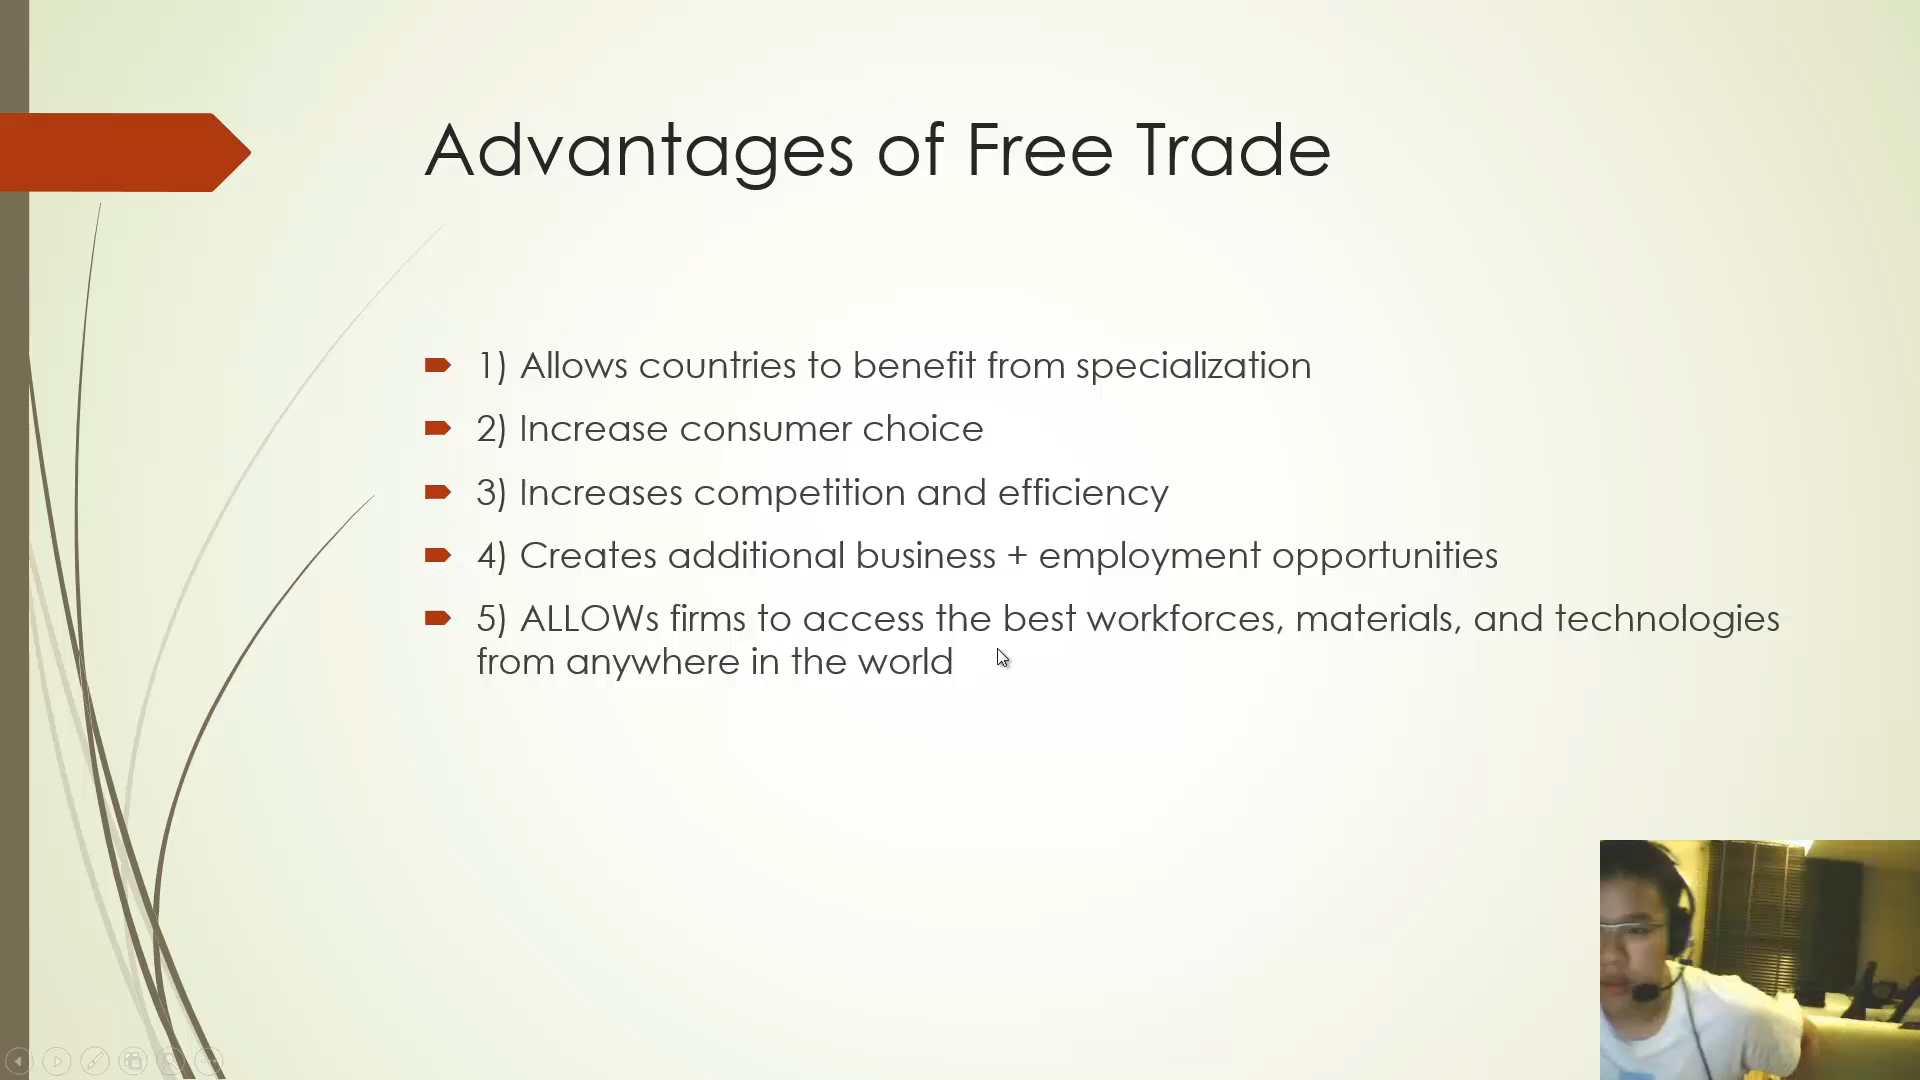 Advantages of Free Trade
1) Allows countries to benefit from specialization
2) Increase consumer choice
3) Increases competition and efficiency
4) Creates additional business + employment opportunities
5) ALLOWs firms to access the best workforces, materials, and technologies
from anywhere in the world